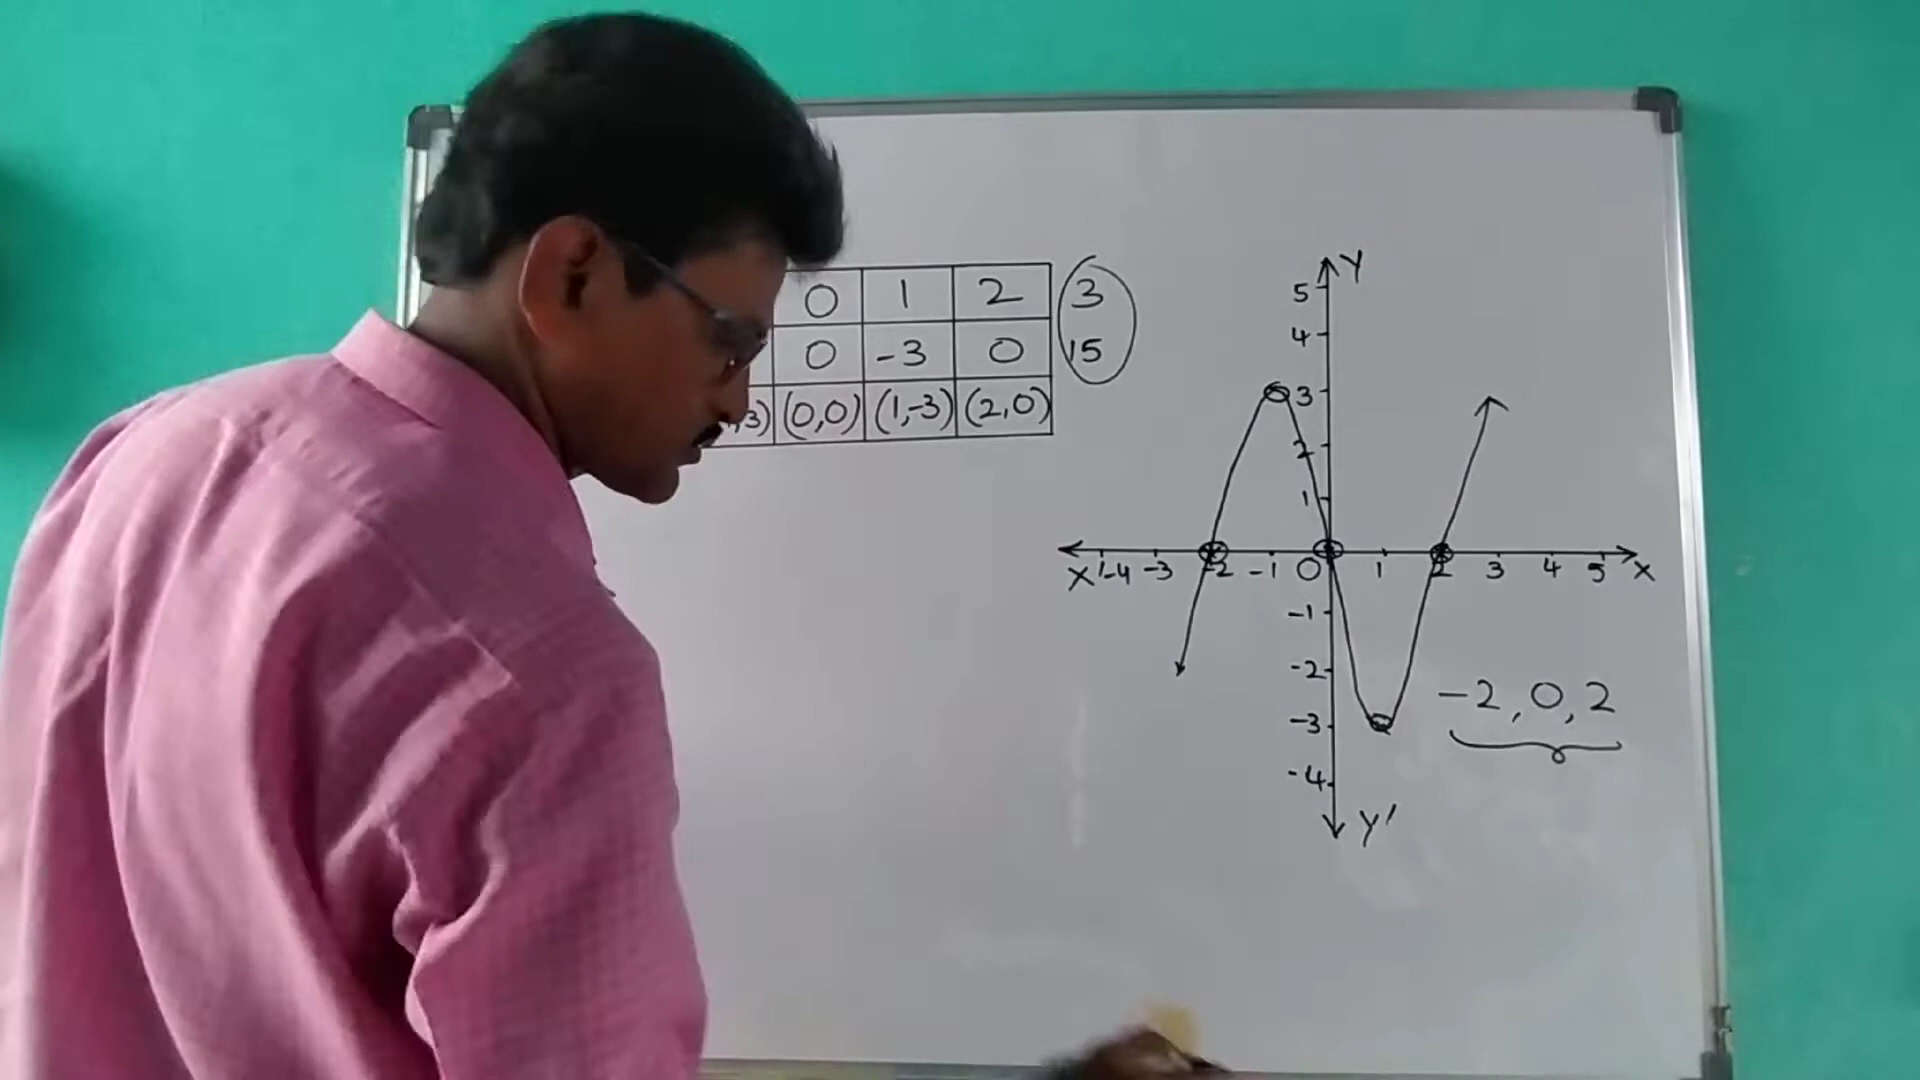 0 1 2 3
0 -3 0 15
,3) (0,0) (1,-3) (2,0)
Y
5
4
3
2
1
X' -4 -3 -2 -1 0 1 2 3 4 5 X
-1
-2
-3
-4
Y'
-2, 0, 2